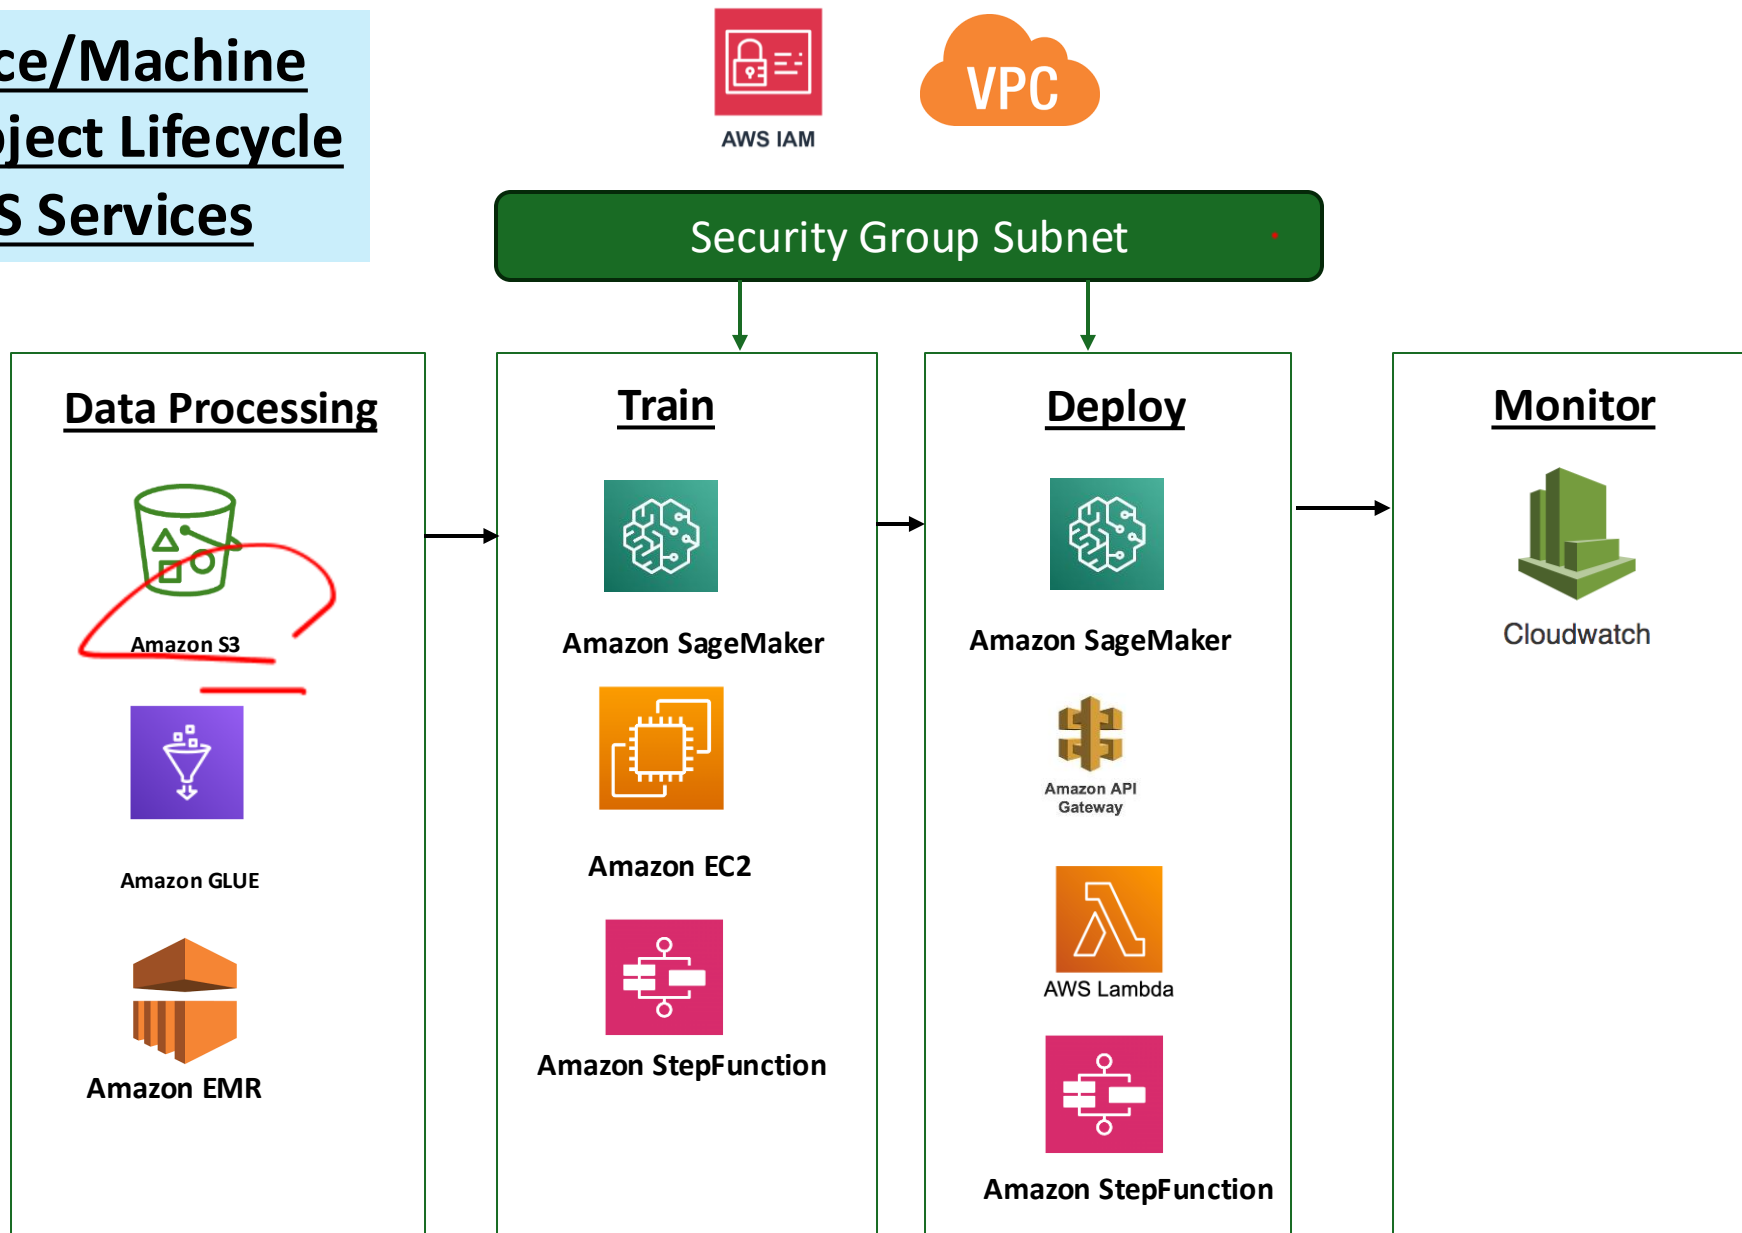 ce/Machine
ject Lifecycle
S Services
AWS IAM
VPC
Security Group Subnet
Data Processing
Amazon S3
Amazon GLUE
Amazon EMR
Train
Amazon SageMaker
Amazon EC2
Amazon StepFunction
Deploy
Amazon SageMaker
Amazon API
Gateway
AWS Lambda
Amazon StepFunction
Monitor
Cloudwatch